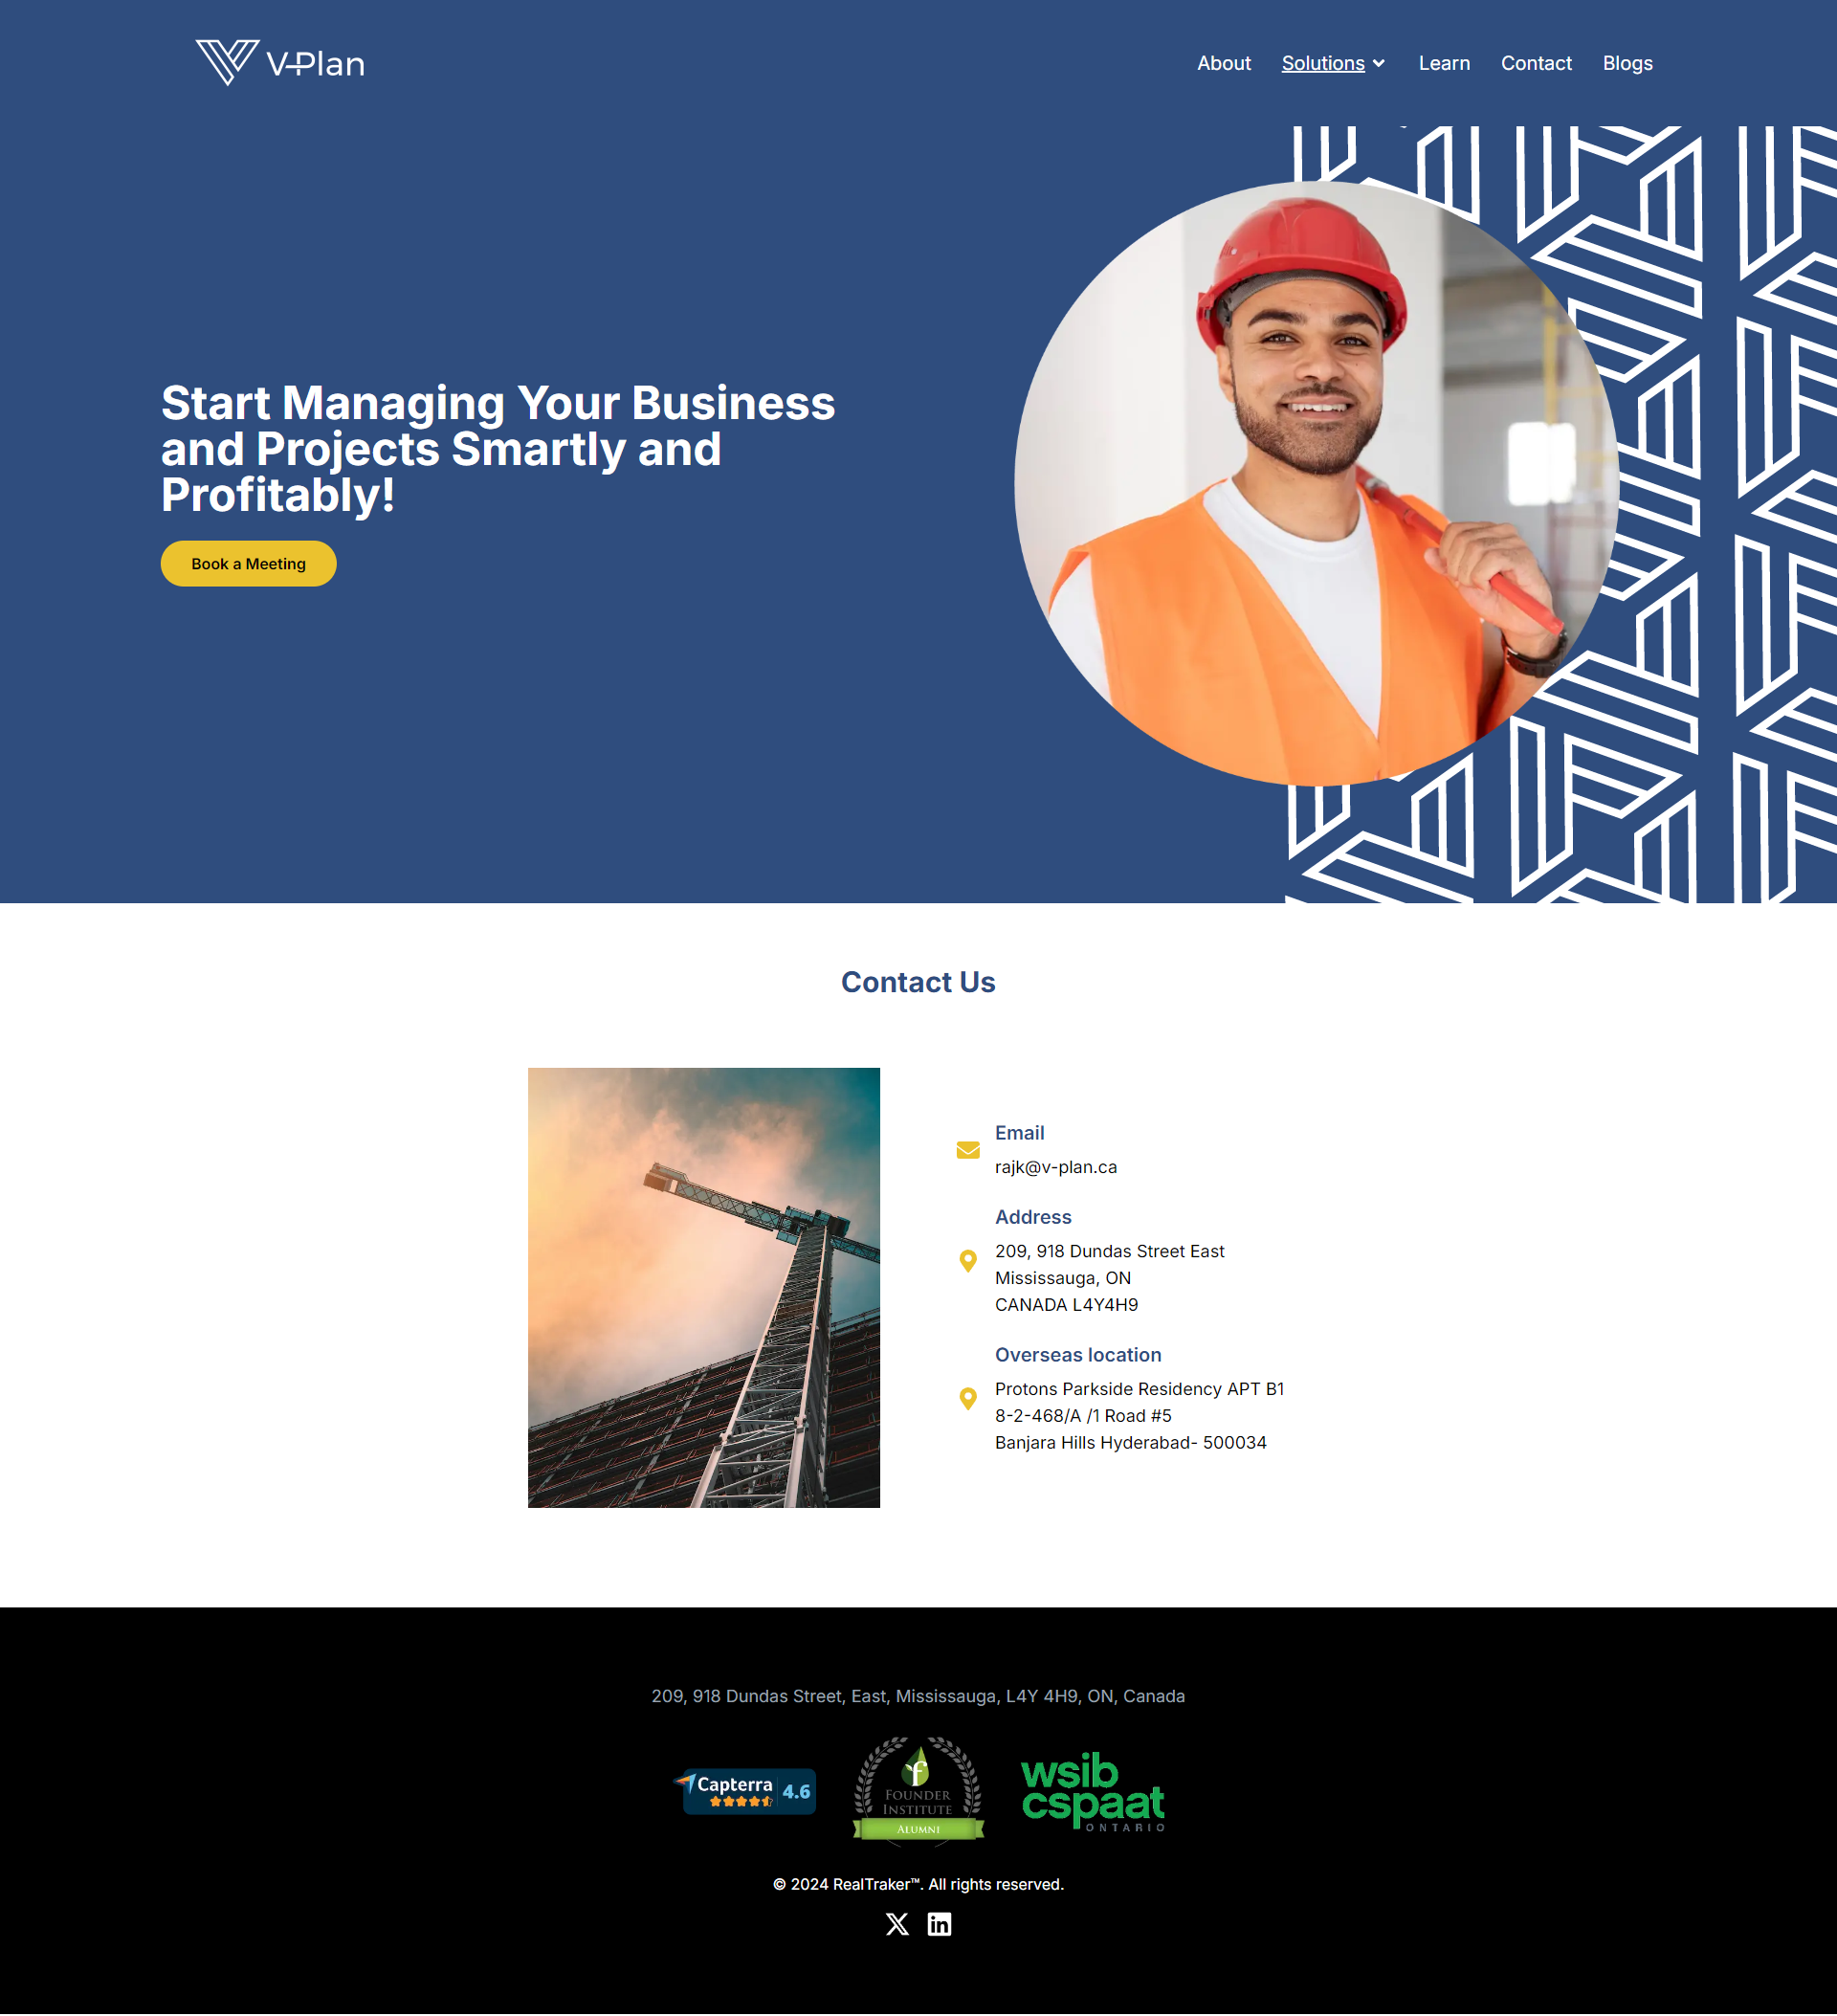 V-Plan
About Solutions Learn Contact Blogs
Start Managing Your Business
and Projects Smartly and
Profitably!
Book a Meeting
Contact Us
Email
rajk@v-plan.ca
Address
209, 918 Dundas Street East
Mississauga, ON
CANADA L4Y4H9
Overseas location
Protons Parkside Residency APT B1
8-2-468/A /1 Road #5
Banjara Hills Hyderabad- 500034
209, 918 Dundas Street, East, Mississauga, L4Y 4H9, ON, Canada
Capterra 4.6
f
FOUNDER
INSTITUTE
ALUMNI
wsib
cspaat
ONTARIO
© 2024 RealTraker™. All rights reserved.
X in